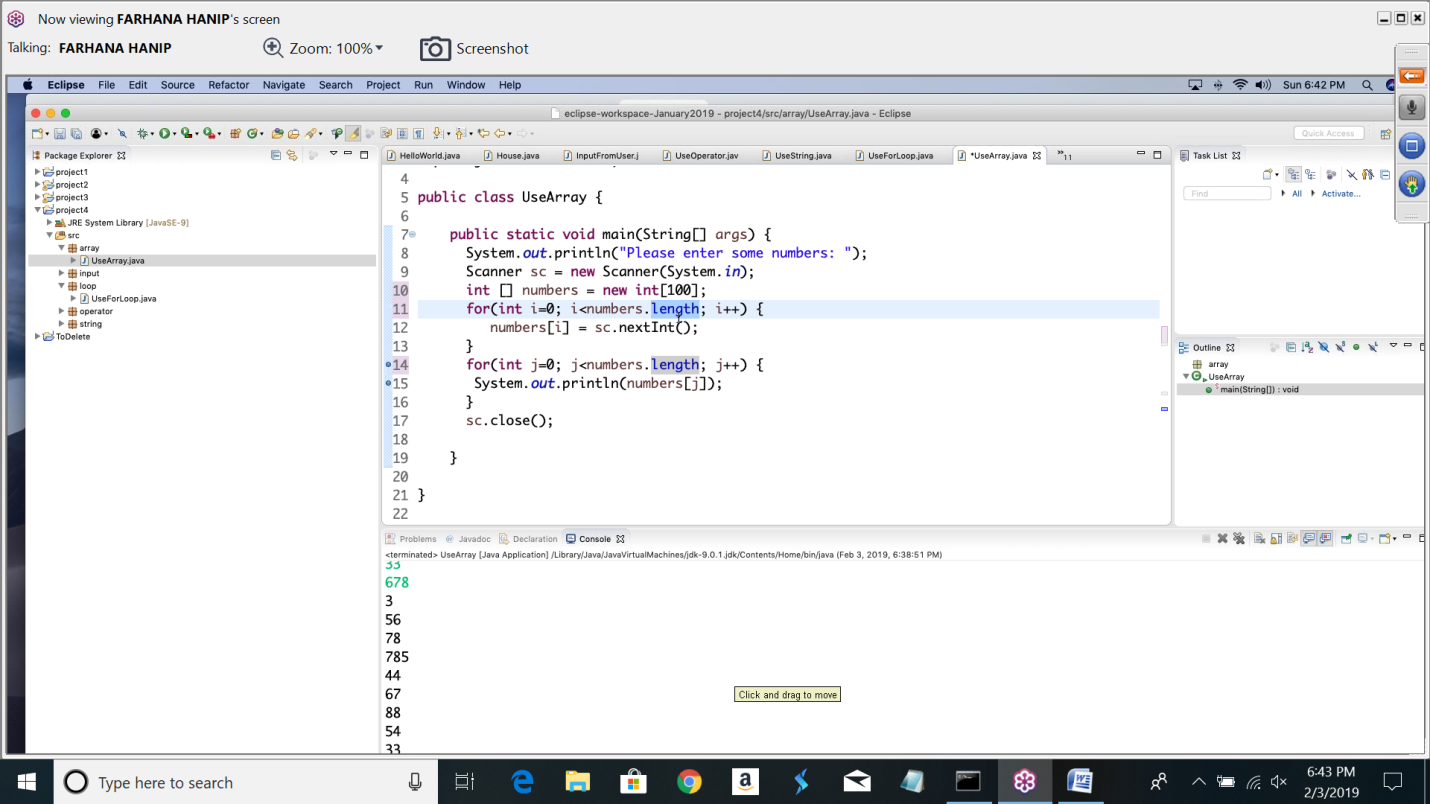 Now viewing FARHANA HANIP's screen
Talking: FARHANA HANIP
Zoom: 100%
Screenshot
Eclipse File Edit Source Refactor Navigate Search Project Run Window Help
Sun 6:42 PM
eclipse-workspace-January2019 - project4/src/array/UseArray.java - Eclipse
Quick Access
Package Explorer
project1
project2
project3
project4
JRE System Library [JavaSE-9]
src
array
UseArray.java
input
loop
UseForLoop.java
operator
string
ToDelete
HelloWorld.java House.java InputFromUser.j UseOperator.jav UseString.java UseForLoop.java *UseArray.java »11
4
5 public class UseArray {
6
7 public static void main(String[] args) {
8 System.out.println("Please enter some numbers: ");
9 Scanner sc = new Scanner(System.in);
10 int [] numbers = new int[100];
11 for(int i=0; i<numbers.length; i++) {
12 numbers[i] = sc.nextInt();
13 }
14 for(int j=0; j<numbers.length; j++) {
15 System.out.println(numbers[j]);
16 }
17 sc.close();
18
19 }
20
21 }
22
Task List
Find
All
Activate...
Outline
array
UseArray
main(String[]) : void
Problems Javadoc Declaration Console
<terminated> UseArray [Java Application] /Library/Java/JavaVirtualMachines/jdk-9.0.1.jdk/Contents/Home/bin/java (Feb 3, 2019, 6:38:51 PM)
33
678
3
56
78
785
44
67
88
54
33
Click and drag to move
Type here to search
6:43 PM
2/3/2019